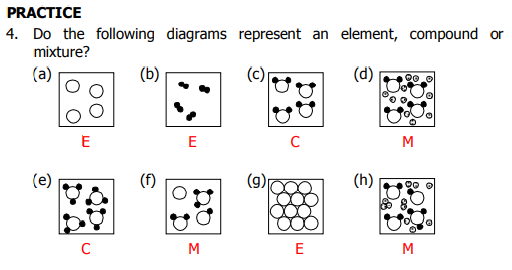 PRACTICE
4. Do the following diagrams represent an element, compound or
mixture?
(a) (b) (c) (d)
E E C M
(e) (f) (g) (h)
C M E M